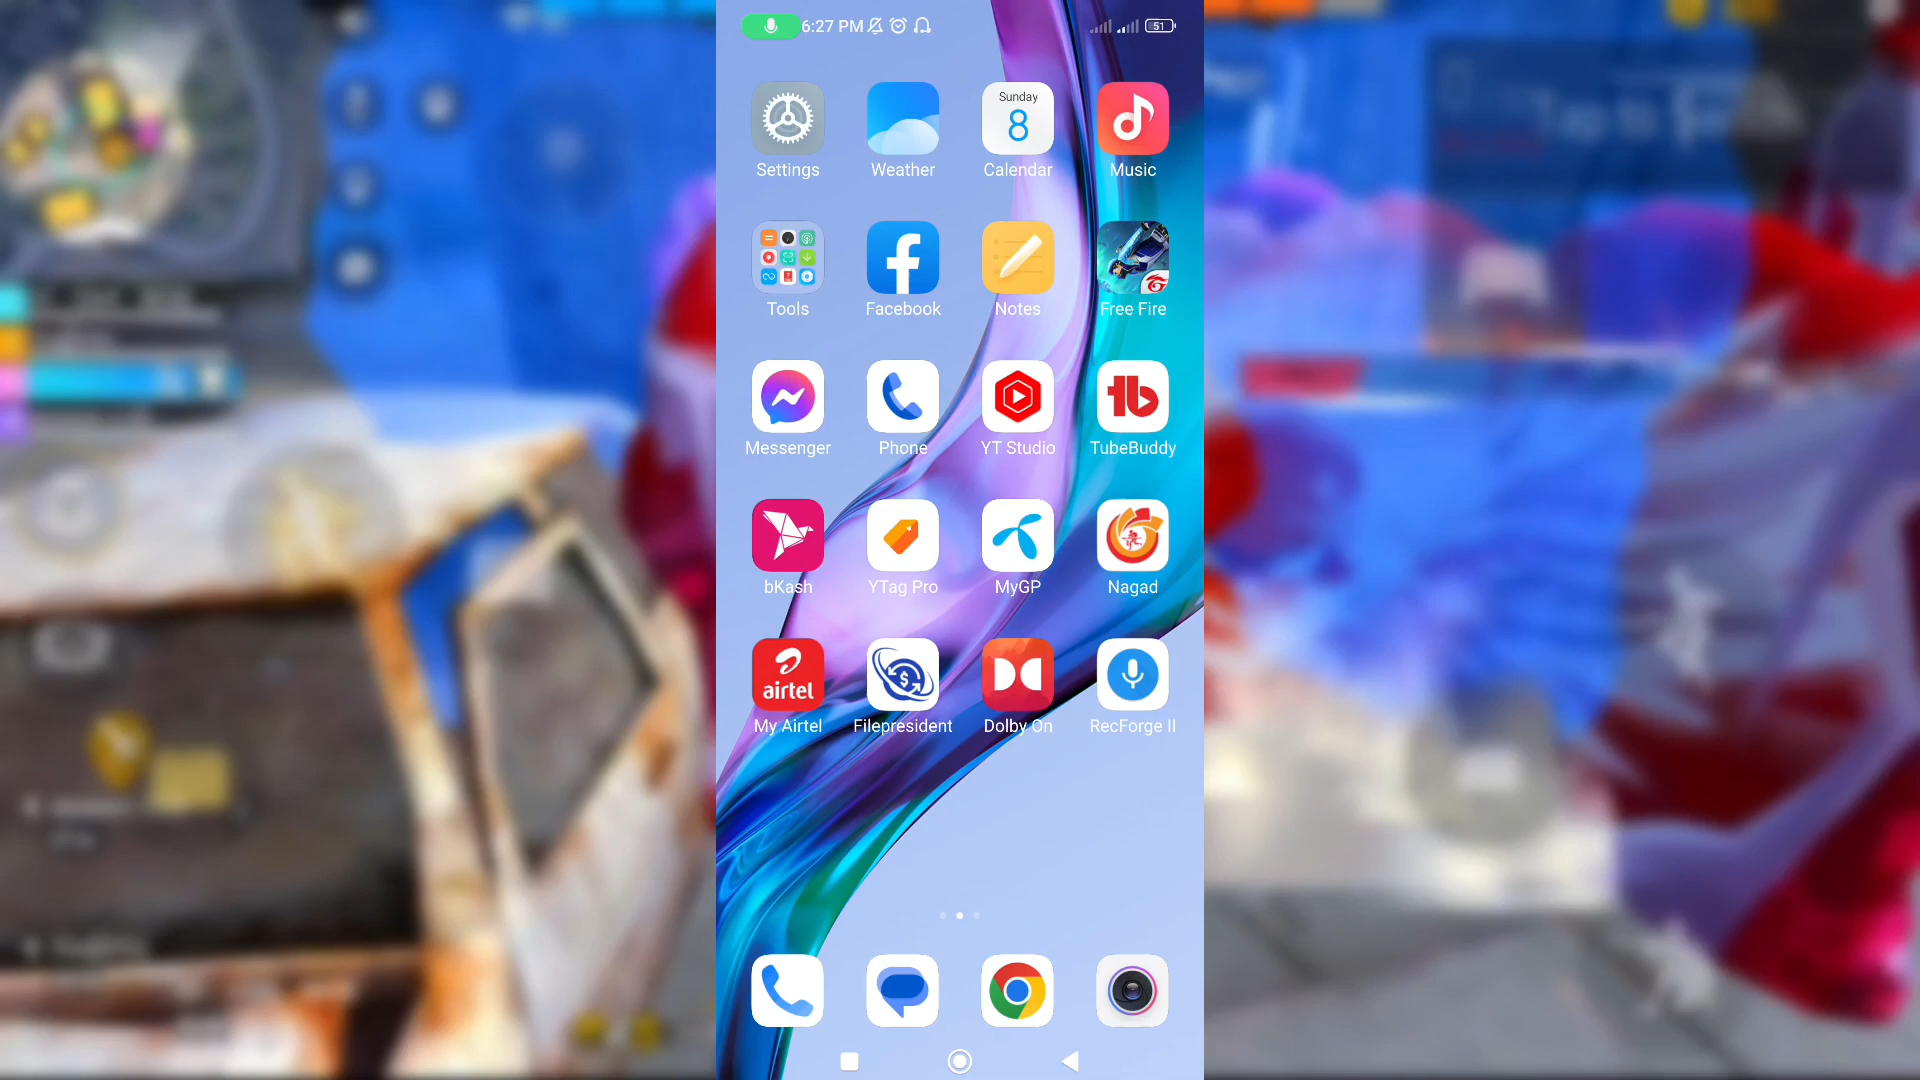 6:27 PM
51
Sunday
8
Settings
Weather
Calendar
Music
Tools
Facebook
Notes
Free Fire
Messenger
Phone
YT Studio
TubeBuddy
bKash
YTag Pro
MyGP
Nagad
airtel
My Airtel
Filepresident
Dolby On
RecForge II